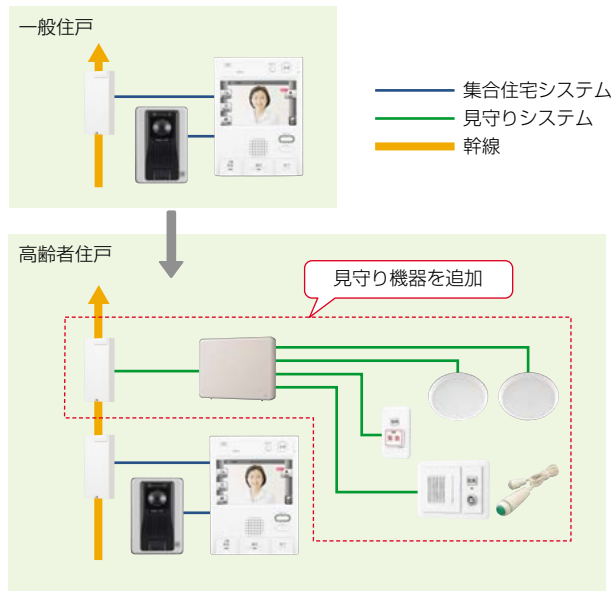 一般住戸
集合住宅システム
見守りシステム
幹線
高齢者住戸
見守り機器を追加